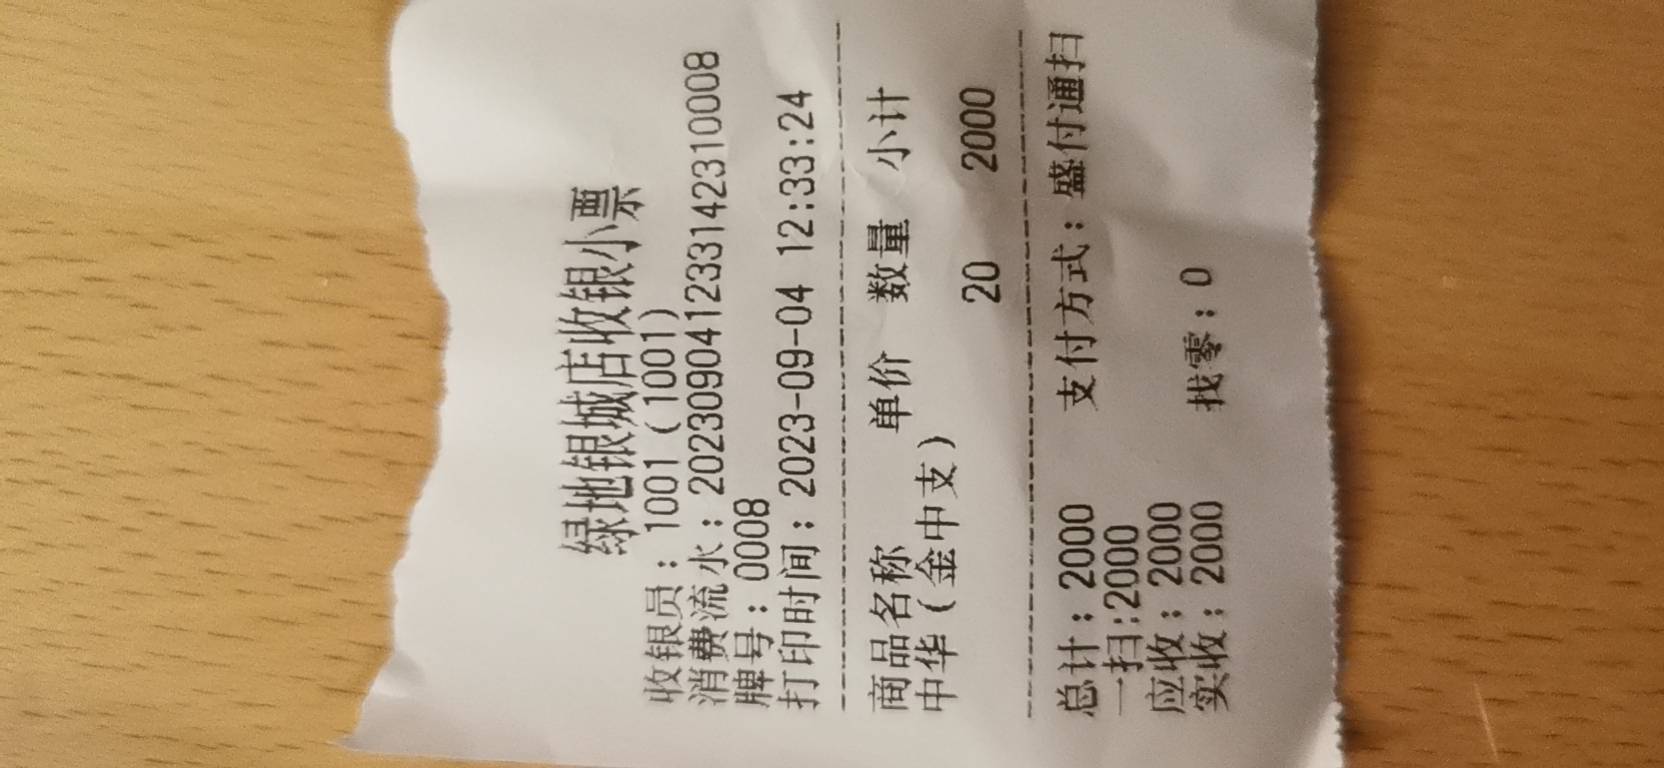 绿地银城店收银小票
收银员：1001（1001）
消费流水：202309041233142310008
牌号：0008
打印时间：2023-09-04 12:33:24
商品名称 单价 数量 小计
中华（金中支）
20 2000
总计：2000 支付方式：盛付通扫
一扫:2000
应收：2000
实收：2000 找零：0